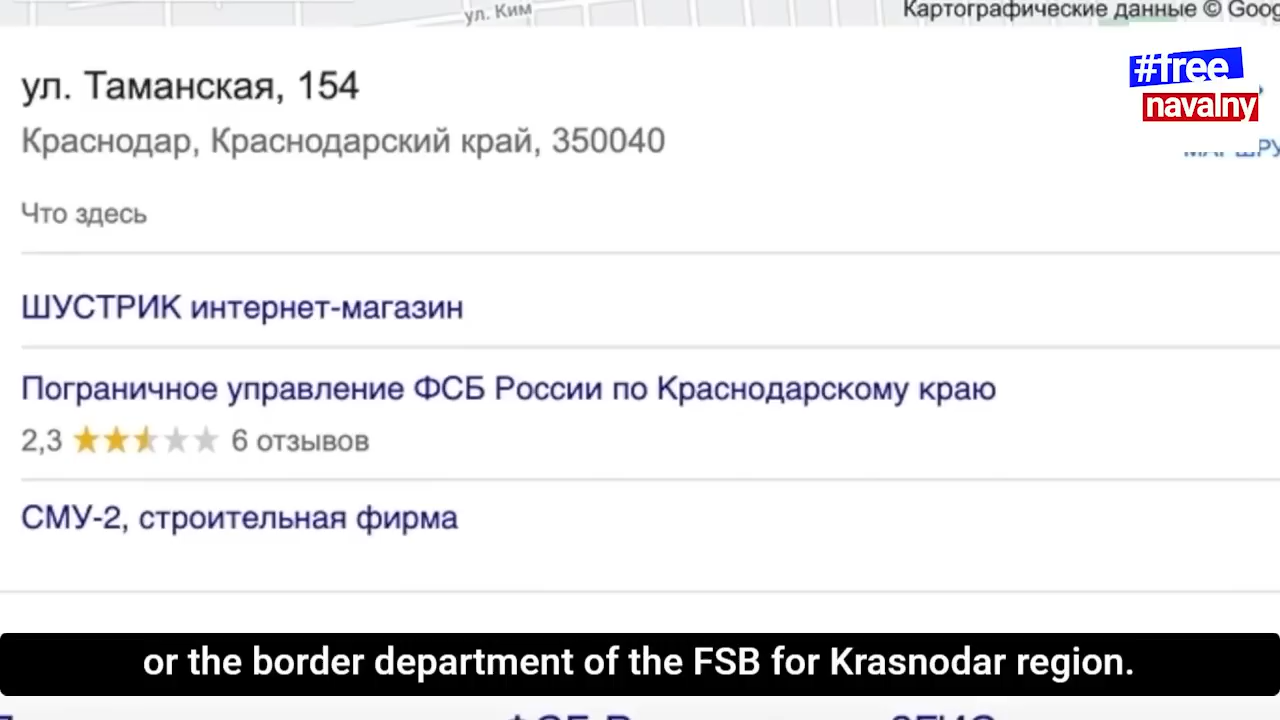 ул. Ким
Картографические данные © Goog
ул. Таманская, 154
#free
navalny
Краснодар, Краснодарский край, 350040
Что здесь
ШУСТРИК интернет-магазин
Пограничное управление ФСБ России по Краснодарскому краю
2,3 6 отзывов
СМУ-2, строительная фирма
or the border department of the FSB for Krasnodar region.